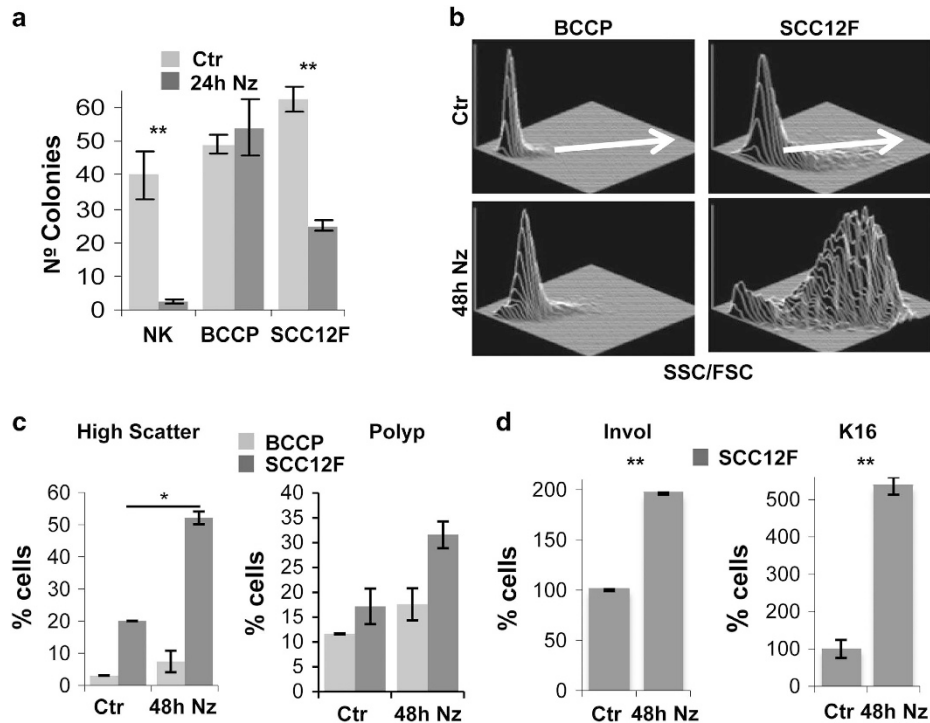 a
Ctr
24h Nz
**
**
Nº Colonies
60
50
40
30
20
10
0
NK BCCP SCC12F
b
BCCP SCC12F
Ctr
48h Nz
SSC/FSC
c
High Scatter
BCCP
SCC12F
Polyp
% cells
60
50
40
30
20
10
0
*
Ctr 48h Nz
% cells
40
35
30
25
20
15
10
5
0
Ctr 48h Nz
d
Invol
K16
**
SCC12F
**
% cells
200
150
100
50
0
Ctr 48h Nz
% cells
500
400
300
200
100
0
Ctr 48h Nz